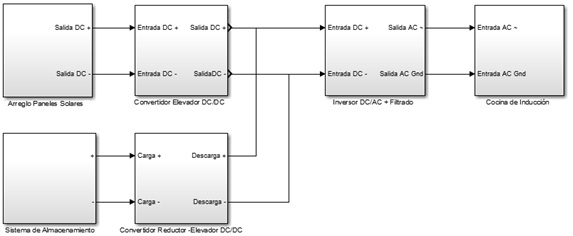 Salida DC +
Salida DC -
Arreglo Paneles Solares
Entrada DC +
Salida DC +
Entrada DC -
SalidaDC -
Convertidor Elevador DC/DC
Entrada DC +
Salida AC ~
Entrada DC -
Salida AC Gnd
Inversor DC/AC + Filtrado
Entrada AC ~
Entrada AC Gnd
Cocina de Inducción
+
-
Sistema de Almacenamiento
Carga +
Descarga +
Carga -
Descarga -
Convertidor Reductor -Elevador DC/DC